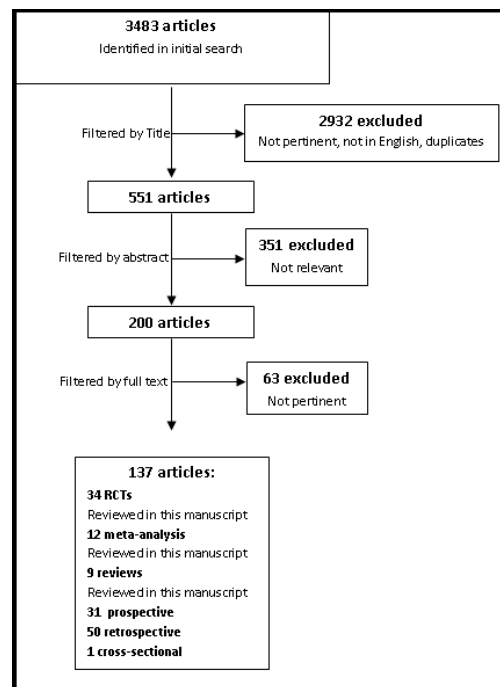 3483 articles
Identified in initial search
Filtered by Title
2932 excluded
Not pertinent, not in English, duplicates
551 articles
Filtered by abstract
351 excluded
Not relevant
200 articles
Filtered by full text
63 excluded
Not pertinent
137 articles:
34 RCTs
Reviewed in this manuscript
12 meta-analysis
Reviewed in this manuscript
9 reviews
Reviewed in this manuscript
31 prospective
50 retrospective
1 cross-sectional